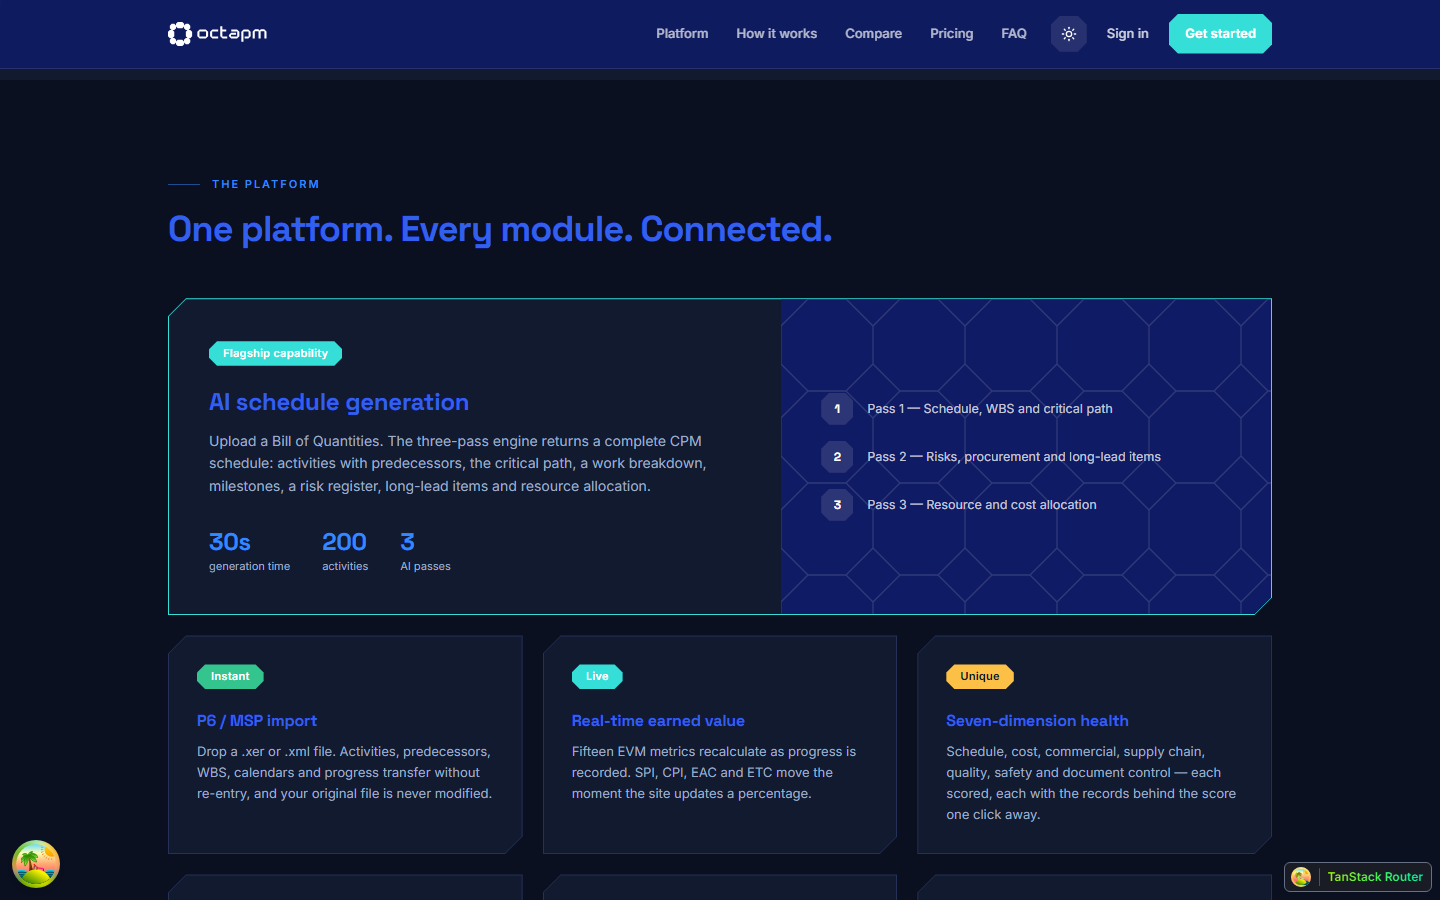 octapm
Platform
How it works
Compare
Pricing
FAQ
Sign in
Get started
THE PLATFORM
One platform. Every module. Connected.
Flagship capability
AI schedule generation
Upload a Bill of Quantities. The three-pass engine returns a complete CPM
schedule: activities with predecessors, the critical path, a work breakdown,
milestones, a risk register, long-lead items and resource allocation.
30s
generation time
200
activities
3
AI passes
1
Pass 1 — Schedule, WBS and critical path
2
Pass 2 — Risks, procurement and long-lead items
3
Pass 3 — Resource and cost allocation
Instant
P6 / MSP import
Drop a .xer or .xml file. Activities, predecessors,
WBS, calendars and progress transfer without
re-entry, and your original file is never modified.
Live
Real-time earned value
Fifteen EVM metrics recalculate as progress is
recorded. SPI, CPI, EAC and ETC move the
moment the site updates a percentage.
Unique
Seven-dimension health
Schedule, cost, commercial, supply chain,
quality, safety and document control — each
scored, each with the records behind the score
one click away.
TanStack Router